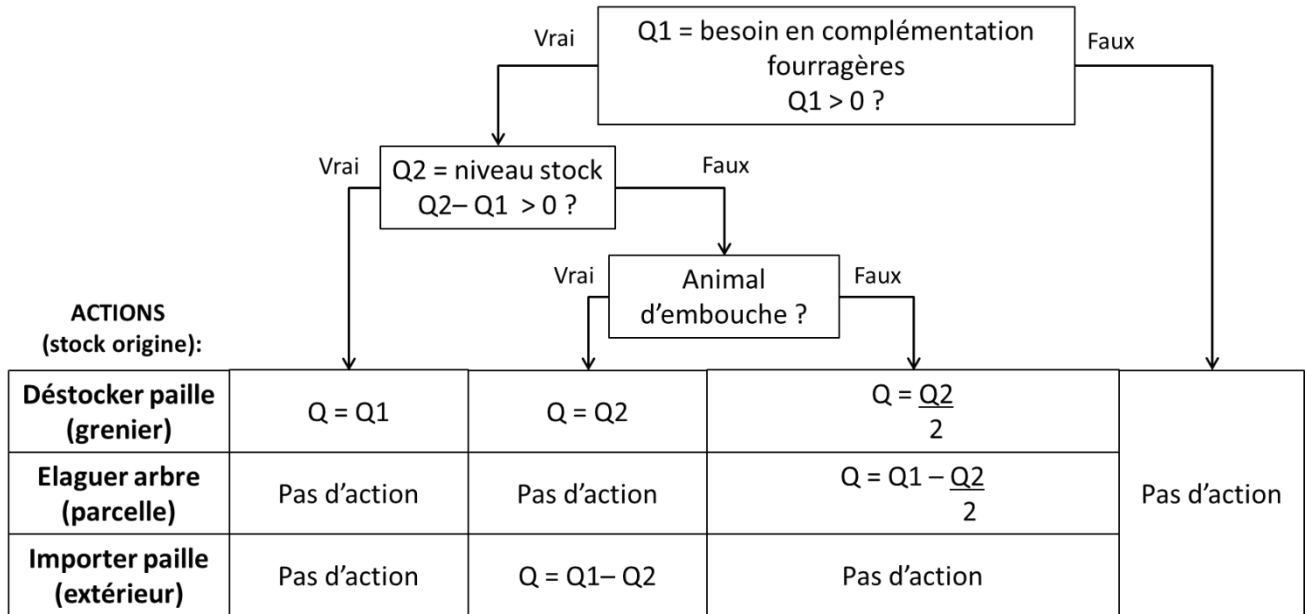 Vrai
Q1 = besoin en complémentation
fourragères
Q1 > 0 ?
Faux
Vrai
Q2 = niveau stock
Q2– Q1 > 0 ?
Faux
Vrai
Animal
d’embouche ?
Faux
ACTIONS
(stock origine):
Déstocker paille
(grenier)
Q = Q1
Q = Q2
Q = Q2
2
Elaguer arbre
(parcelle)
Pas d’action
Pas d’action
Q = Q1 – Q2
2
Pas d’action
Importer paille
(extérieur)
Pas d’action
Q = Q1– Q2
Pas d’action